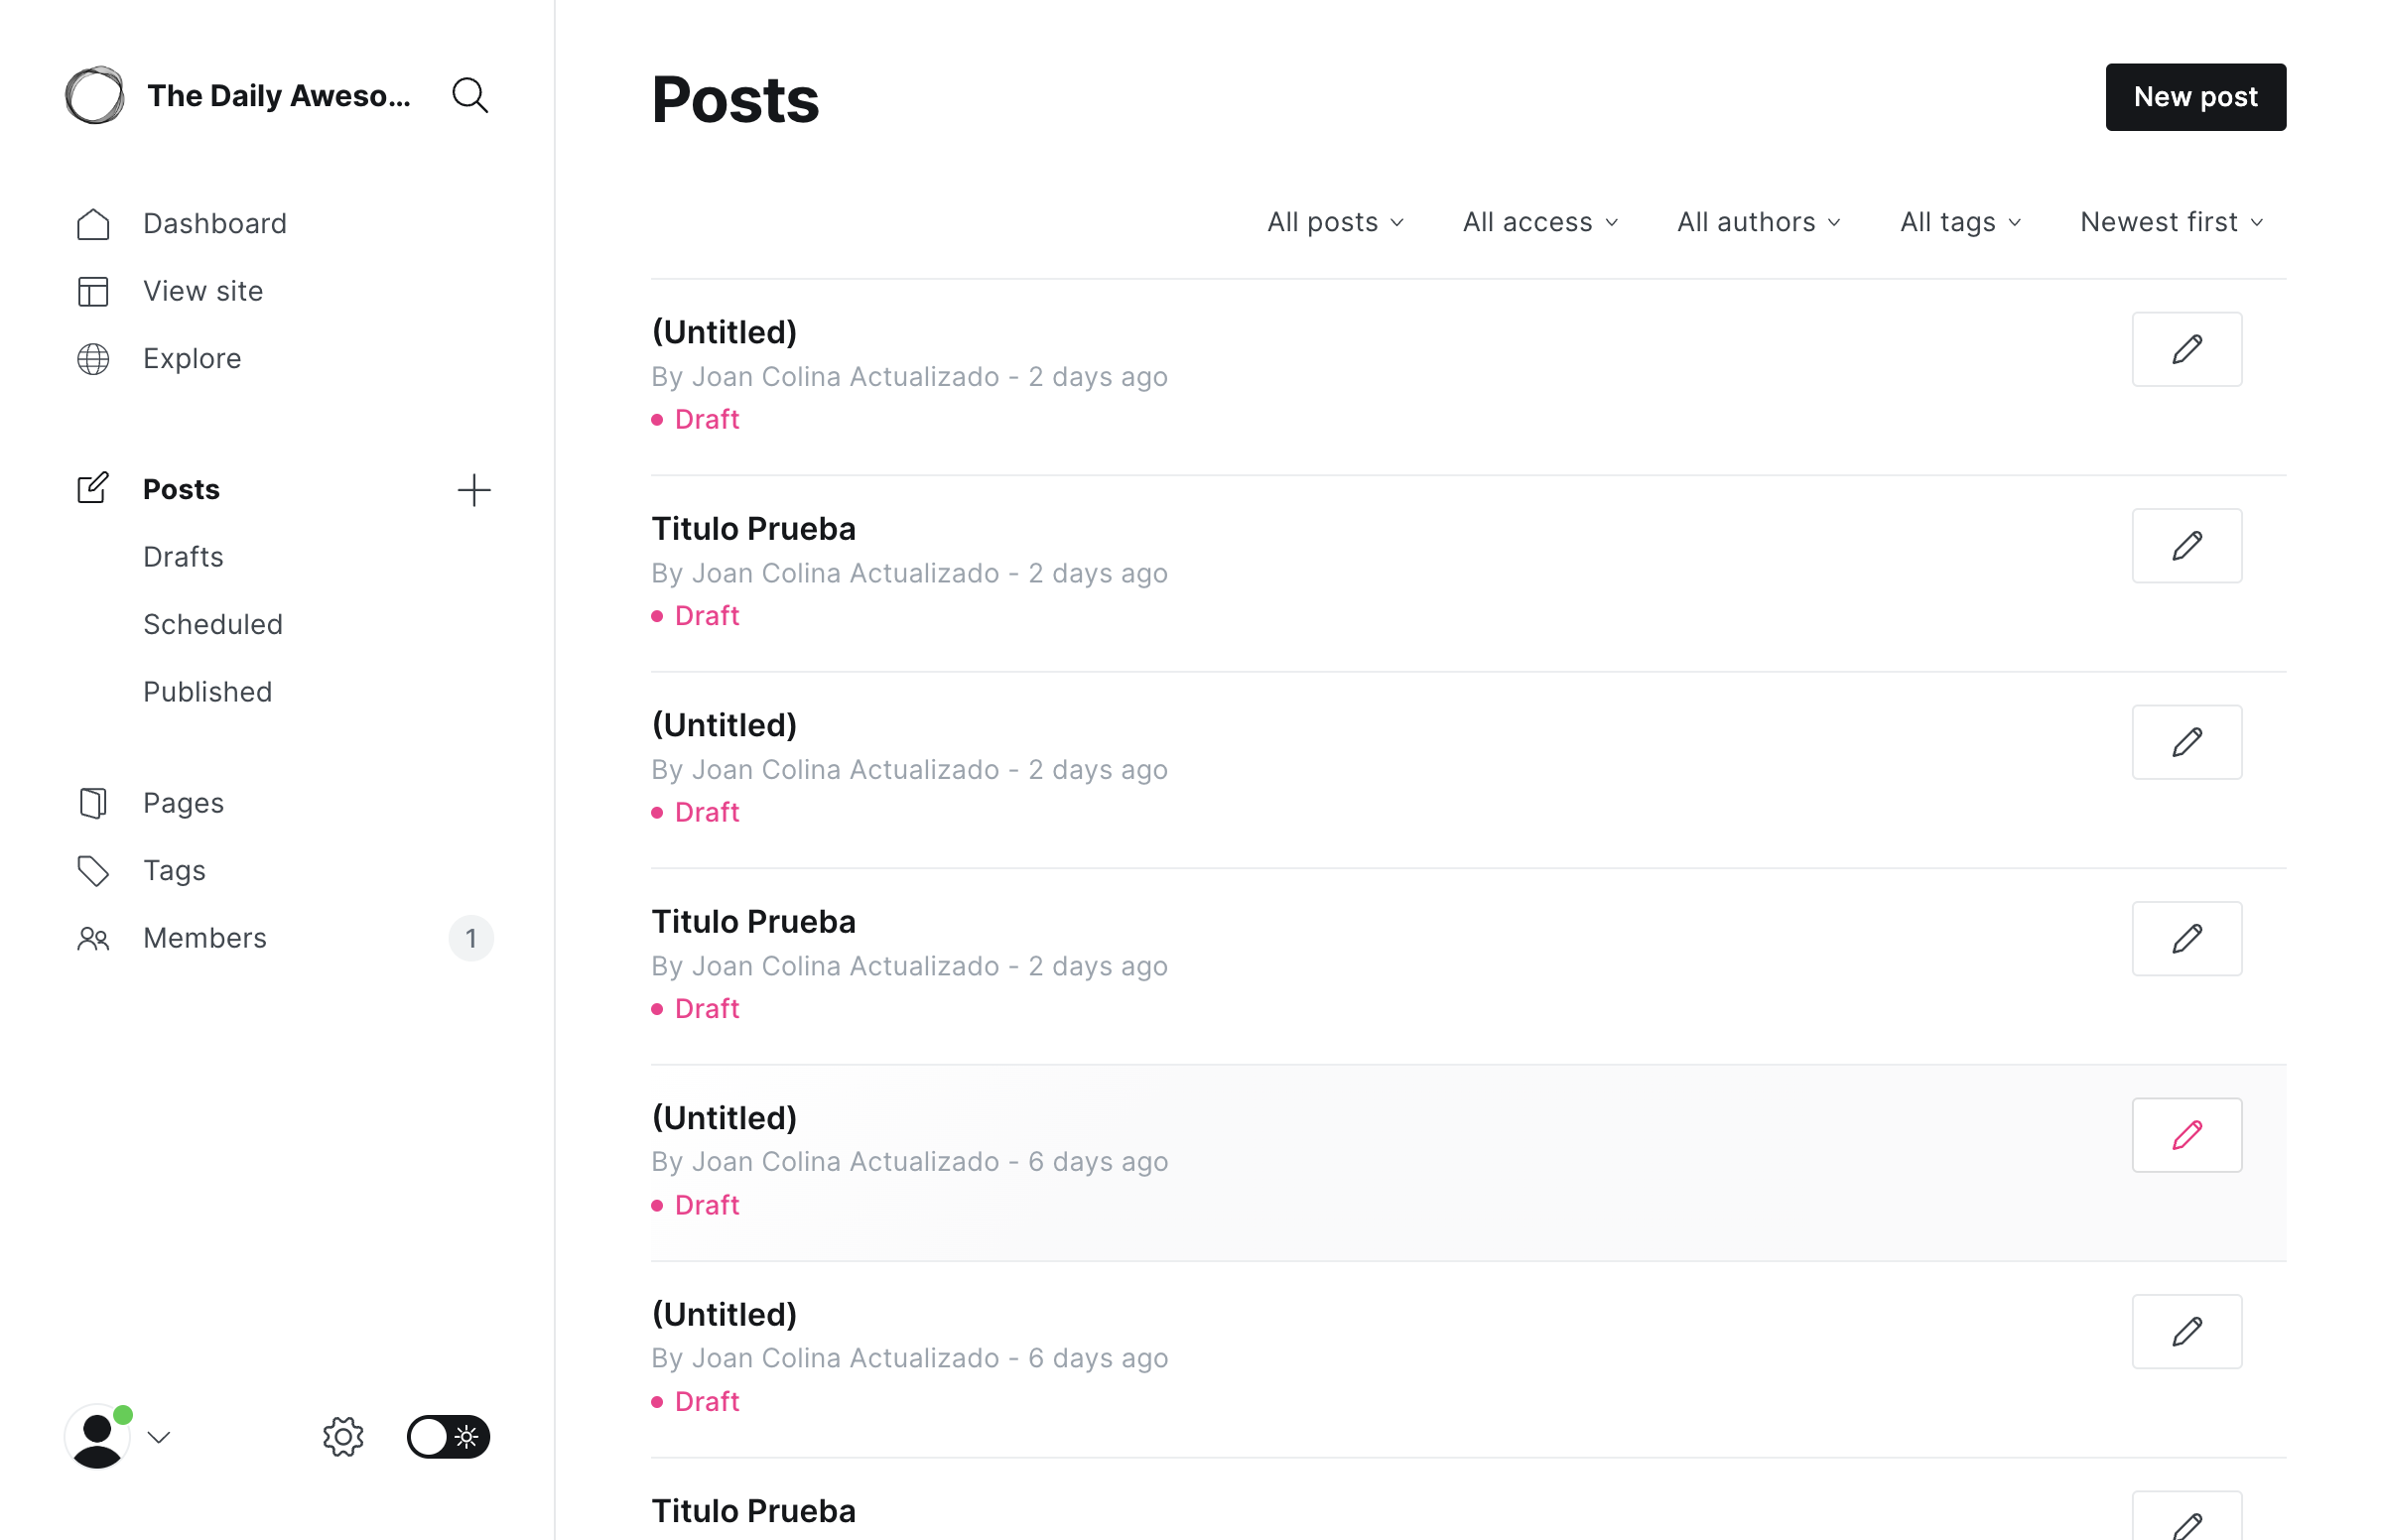 The Daily Aweso...
Dashboard
View site
Explore
Posts
Drafts
Scheduled
Published
Pages
Tags
Members 1
Posts
New post
All posts All access All authors All tags Newest first
(Untitled)
By Joan Colina Actualizado - 2 days ago
Draft
Titulo Prueba
By Joan Colina Actualizado - 2 days ago
Draft
(Untitled)
By Joan Colina Actualizado - 2 days ago
Draft
Titulo Prueba
By Joan Colina Actualizado - 2 days ago
Draft
(Untitled)
By Joan Colina Actualizado - 6 days ago
Draft
(Untitled)
By Joan Colina Actualizado - 6 days ago
Draft
Titulo Prueba